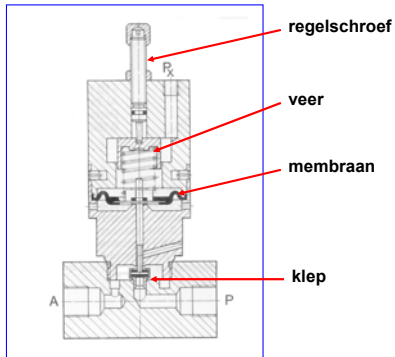 regelschroef
Px
veer
membraan
klep
A
P